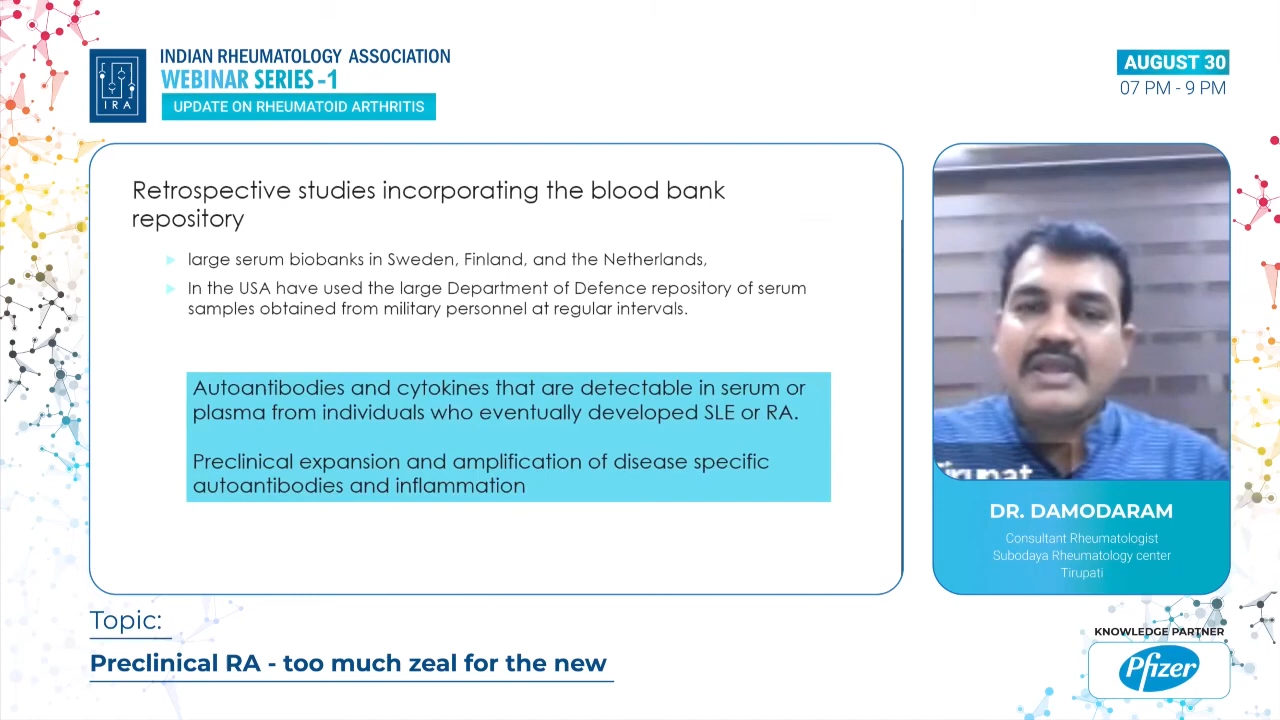 INDIAN RHEUMATOLOGY ASSOCIATION
WEBINAR SERIES -1
UPDATE ON RHEUMATOID ARTHRITIS
IRA
AUGUST 30
07 PM - 9 PM
Retrospective studies incorporating the blood bank
repository
large serum biobanks in Sweden, Finland, and the Netherlands,
In the USA have used the large Department of Defence repository of serum
samples obtained from military personnel at regular intervals.
Autoantibodies and cytokines that are detectable in serum or
plasma from individuals who eventually developed SLE or RA.
Preclinical expansion and amplification of disease specific
autoantibodies and inflammation
DR. DAMODARAM
Consultant Rheumatologist
Subodaya Rheumatology center
Tirupati
Topic:
Preclinical RA - too much zeal for the new
KNOWLEDGE PARTNER
Pfizer